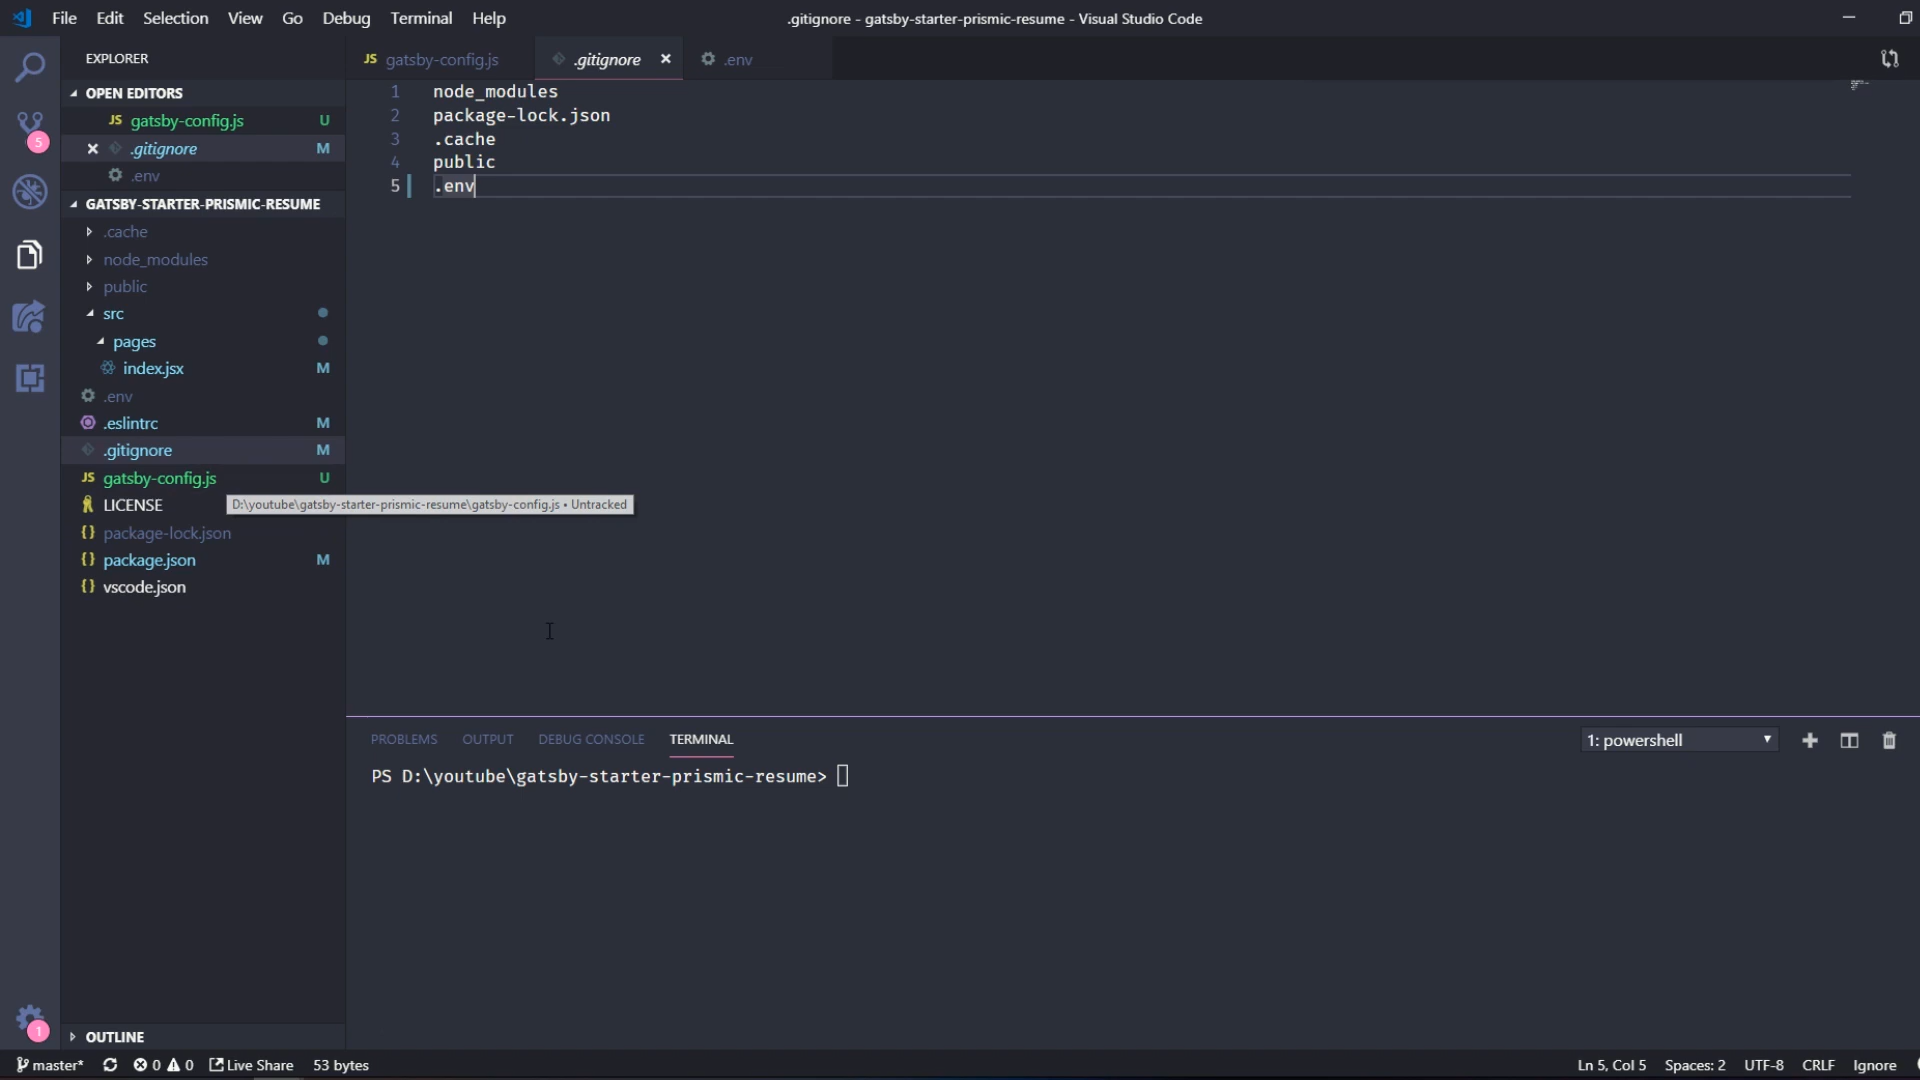 File Edit Selection View Go Debug Terminal Help
.gitignore - gatsby-starter-prismic-resume - Visual Studio Code
EXPLORER
JS gatsby-config.js
.gitignore
.env
OPEN EDITORS
JS gatsby-config.js U
.gitignore M
.env
GATSBY-STARTER-PRISMIC-RESUME
.cache
node_modules
public
src
pages
index.jsx M
.env
.eslintrc M
.gitignore M
JS gatsby-config.js U
LICENSE
D:\youtube\gatsby-starter-prismic-resume\gatsby-config.js • Untracked
{} package-lock.json
{} package.json M
{} vscode.json
OUTLINE
5
1
1 node_modules
2 package-lock.json
3 .cache
4 public
5 .env
PROBLEMS OUTPUT DEBUG CONSOLE TERMINAL
1: powershell
PS D:\youtube\gatsby-starter-prismic-resume>
master* 0 0 Live Share 53 bytes
Ln 5, Col 5 Spaces: 2 UTF-8 CRLF Ignore